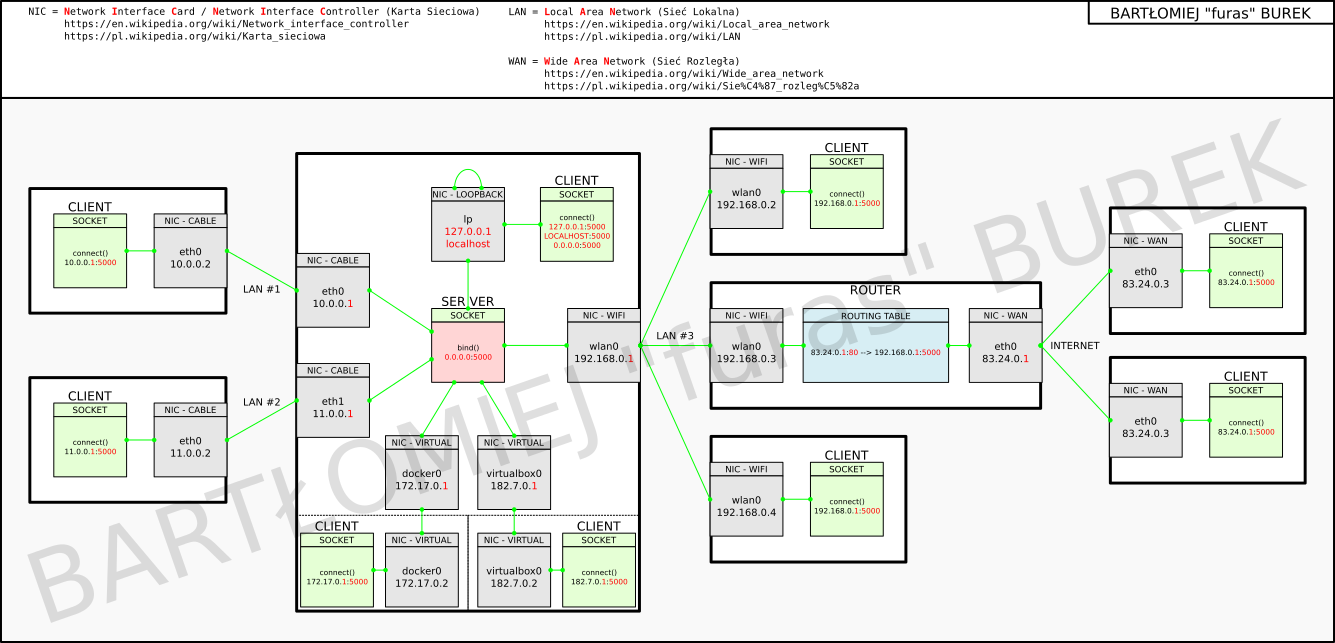 NIC = Network Interface Card / Network Interface Controller (Karta Sieciowa)
https://en.wikipedia.org/wiki/Network_interface_controller
https://pl.wikipedia.org/wiki/Karta_sieciowa
LAN = Local Area Network (Sieć Lokalna)
https://en.wikipedia.org/wiki/Local_area_network
https://pl.wikipedia.org/wiki/LAN
WAN = Wide Area Network (Sieć Rozległa)
https://en.wikipedia.org/wiki/Wide_area_network
https://pl.wikipedia.org/wiki/Sie%C4%87_rozleg%C5%82a
BARTŁOMIEJ "furas" BUREK
CLIENT
SOCKET
connect()
10.0.0.1:5000
NIC - CABLE
eth0
10.0.0.2
LAN #1
CLIENT
SOCKET
connect()
11.0.0.1:5000
NIC - CABLE
eth0
11.0.0.2
LAN #2
NIC - CABLE
eth0
10.0.0.1
NIC - CABLE
eth1
11.0.0.1
NIC - LOOPBACK
lp
127.0.0.1
localhost
CLIENT
SOCKET
connect()
127.0.0.1:5000
LOCALHOST:5000
0.0.0.0:5000
SERVER
SOCKET
bind()
0.0.0.0:5000
NIC - WIFI
wlan0
192.168.0.1
NIC - VIRTUAL
docker0
172.17.0.1
NIC - VIRTUAL
virtualbox0
182.7.0.1
CLIENT
SOCKET
connect()
172.17.0.1:5000
NIC - VIRTUAL
docker0
172.17.0.2
NIC - VIRTUAL
virtualbox0
182.7.0.2
CLIENT
SOCKET
connect()
182.7.0.1:5000
LAN #3
NIC - WIFI
wlan0
192.168.0.2
CLIENT
SOCKET
connect()
192.168.0.1:5000
ROUTER
NIC - WIFI
wlan0
192.168.0.3
ROUTING TABLE
83.24.0.1:80 --> 192.168.0.1:5000
NIC - WAN
eth0
83.24.0.1
NIC - WIFI
wlan0
192.168.0.4
CLIENT
SOCKET
connect()
192.168.0.1:5000
INTERNET
NIC - WAN
eth0
83.24.0.3
CLIENT
SOCKET
connect()
83.24.0.1:5000
NIC - WAN
eth0
83.24.0.3
CLIENT
SOCKET
connect()
83.24.0.1:5000
BARTŁOMIEJ "furas" BUREK